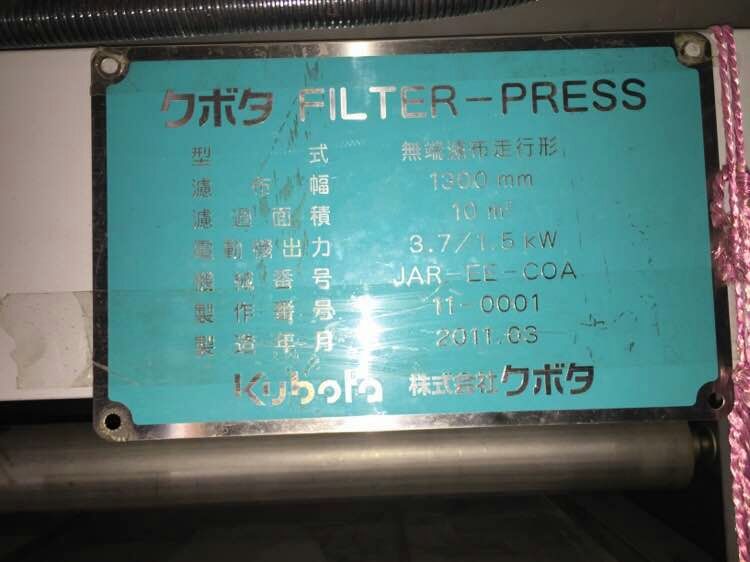 クボタ FILTER-PRESS
型式 無端濾布走行形
濾布幅 1300 mm
濾過面積 10 m²
電動機出力 3.7/1.5 kW
機械番号 JAR-EE-COA
製作番号 11-0001
製造年月 2011.03
Kubota 株式会社クボタ